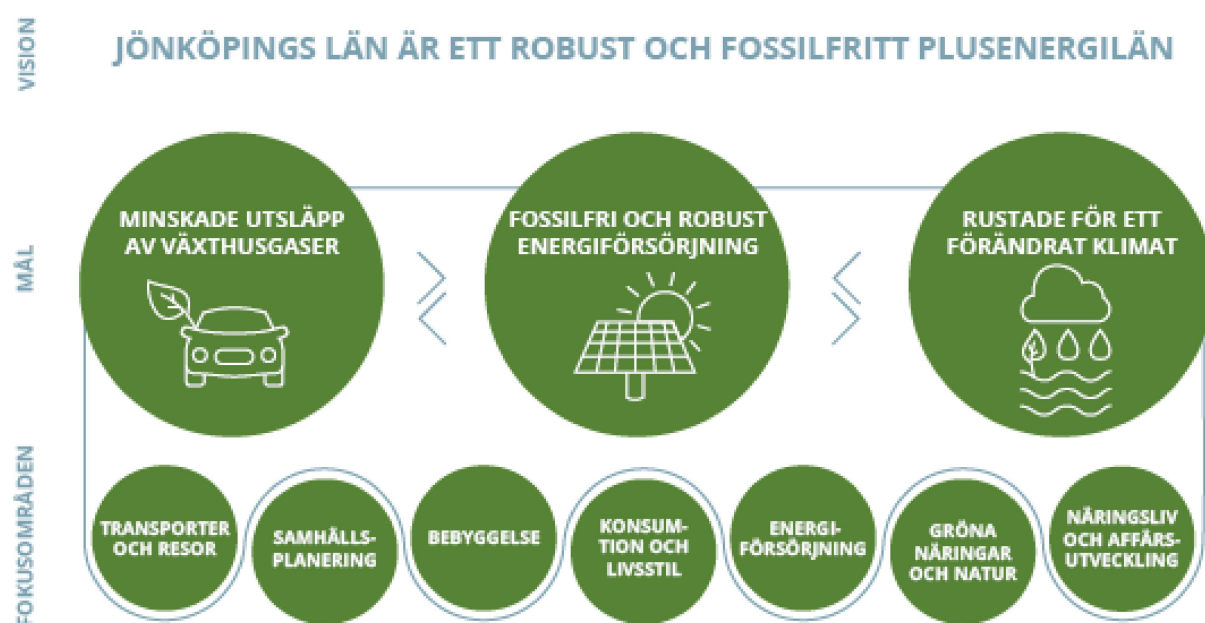 VISION
JÖNKÖPINGS LÄN ÄR ETT ROBUST OCH FOSSILFRITT PLUSENERGILÄN
MÅL
MINSKADE UTSLÄPP
AV VÄXTHUSGASER
FOSSILFRI OCH ROBUST
ENERGIFÖRSÖRJNING
RUSTADE FÖR ETT
FÖRÄNDRAT KLIMAT
FOKUSOMRÅDEN
TRANSPORTER
OCH RESOR
SAMHÄLLS-
PLANERING
BEBYGGELSE
KONSUM-
TION OCH
LIVSSTIL
ENERGI-
FÖRSÖRJNING
GRÖNA
NÄRINGAR
OCH NATUR
NÄRINGSLIV
OCH AFFÄRS-
UTVECKLING